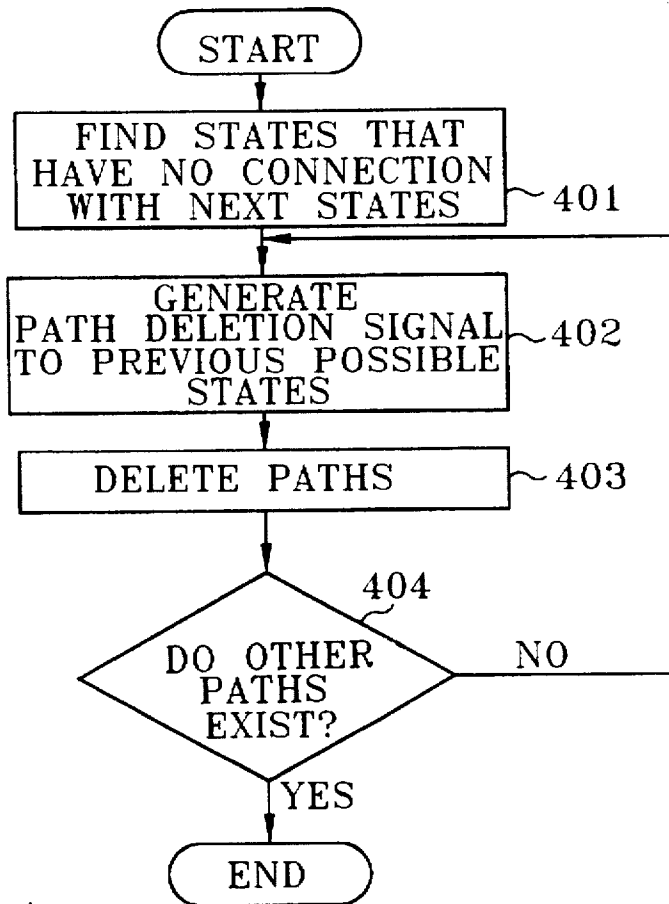 START
FIND STATES THAT
HAVE NO CONNECTION
WITH NEXT STATES
401
GENERATE
PATH DELETION SIGNAL
TO PREVIOUS POSSIBLE
STATES
402
DELETE PATHS
403
404
DO OTHER
PATHS
EXIST?
NO
YES
END